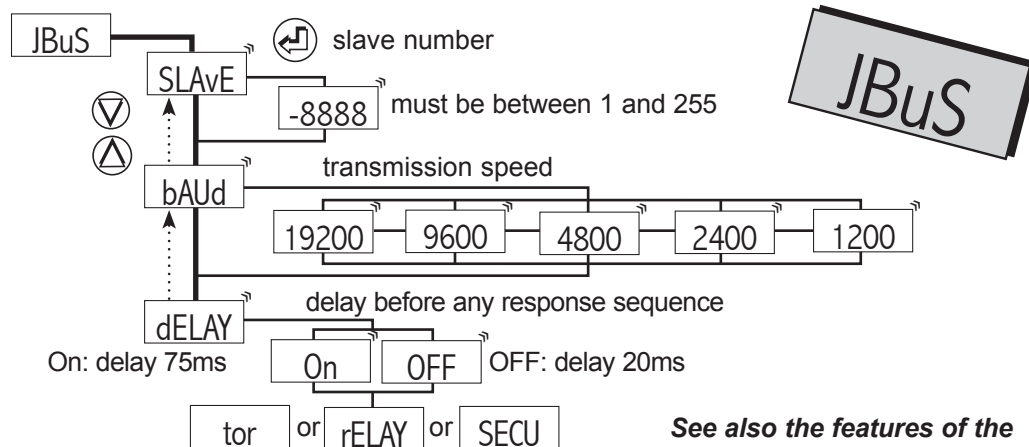 JBuS
slave number
SLAvE
-8888 must be between 1 and 255
JBuS
transmission speed
bAUd
19200 9600 4800 2400 1200
delay before any response sequence
dELAY
On: delay 75ms On OFF OFF: delay 20ms
tor or rELAY or SECU
See also the features of the